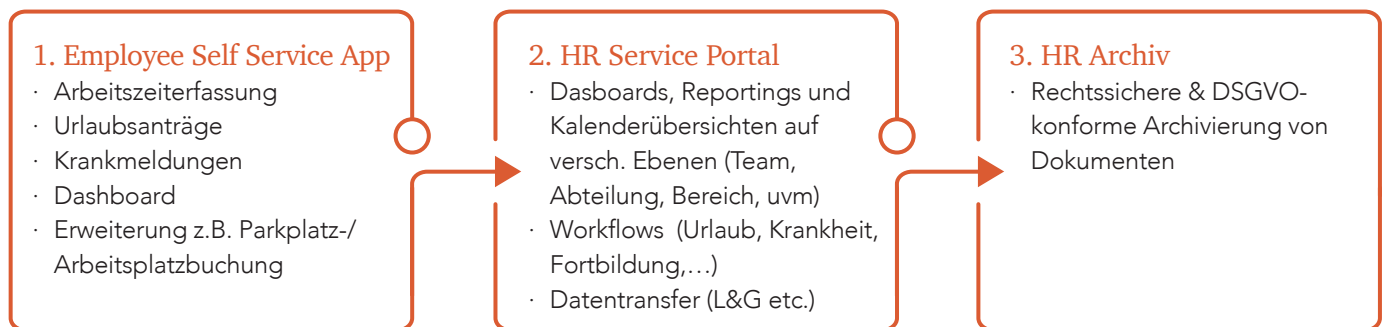 1. Employee Self Service App
· Arbeitszeiterfassung
· Urlaubsanträge
· Krankmeldungen
· Dashboard
· Erweiterung z.B. Parkplatz-/
Arbeitsplatzbuchung
2. HR Service Portal
· Dasboards, Reportings und
Kalenderübersichten auf
versch. Ebenen (Team,
Abteilung, Bereich, uvm)
· Workflows (Urlaub, Krankheit,
Fortbildung,…)
· Datentransfer (L&G etc.)
3. HR Archiv
· Rechtssichere & DSGVO-
konforme Archivierung von
Dokumenten